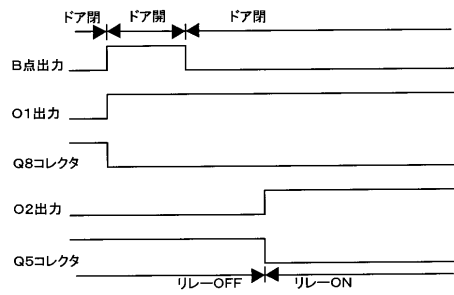 ドア閉 ドア開 ドア閉
B点出力
O1出力
Q8コレクタ
O2出力
Q5コレクタ
リレーOFF リレーON